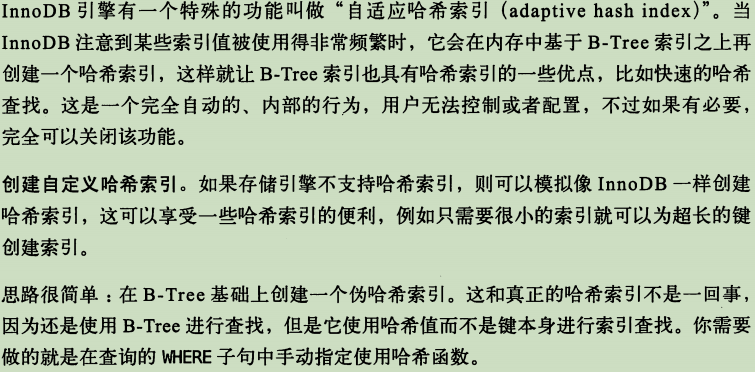 InnoDB 引擎有一个特殊的功能叫做“自适应哈希索引（adaptive hash index）”。当
InnoDB 注意到某些索引值被使用得非常频繁时，它会在内存中基于 B-Tree 索引之上再
创建一个哈希索引，这样就让 B-Tree 索引也具有哈希索引的一些优点，比如快速的哈希
查找。这是一个完全自动的、内部的行为，用户无法控制或者配置，不过如果有必要，
完全可以关闭该功能。
创建自定义哈希索引。如果存储引擎不支持哈希索引，则可以模拟像 InnoDB 一样创建
哈希索引，这可以享受一些哈希索引的便利，例如只需要很小的索引就可以为超长的键
创建索引。
思路很简单：在 B-Tree 基础上创建一个伪哈希索引。这和真正的哈希索引不是一回事，
因为还是使用 B-Tree 进行查找，但是它使用哈希值而不是键本身进行索引查找。你需要
做的就是在查询的 WHERE 子句中手动指定使用哈希函数。